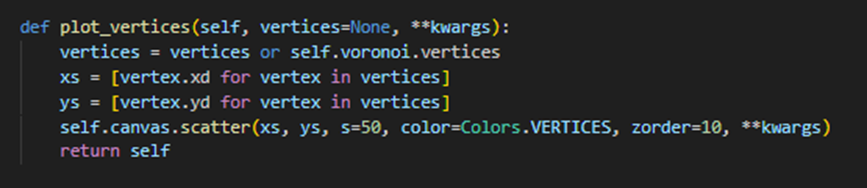 def plot_vertices(self, vertices=None, **kwargs):
    vertices = vertices or self.voronoi.vertices
    xs = [vertex.xd for vertex in vertices]
    ys = [vertex.yd for vertex in vertices]
    self.canvas.scatter(xs, ys, s=50, color=Colors.VERTICES, zorder=10, **kwargs)
    return self